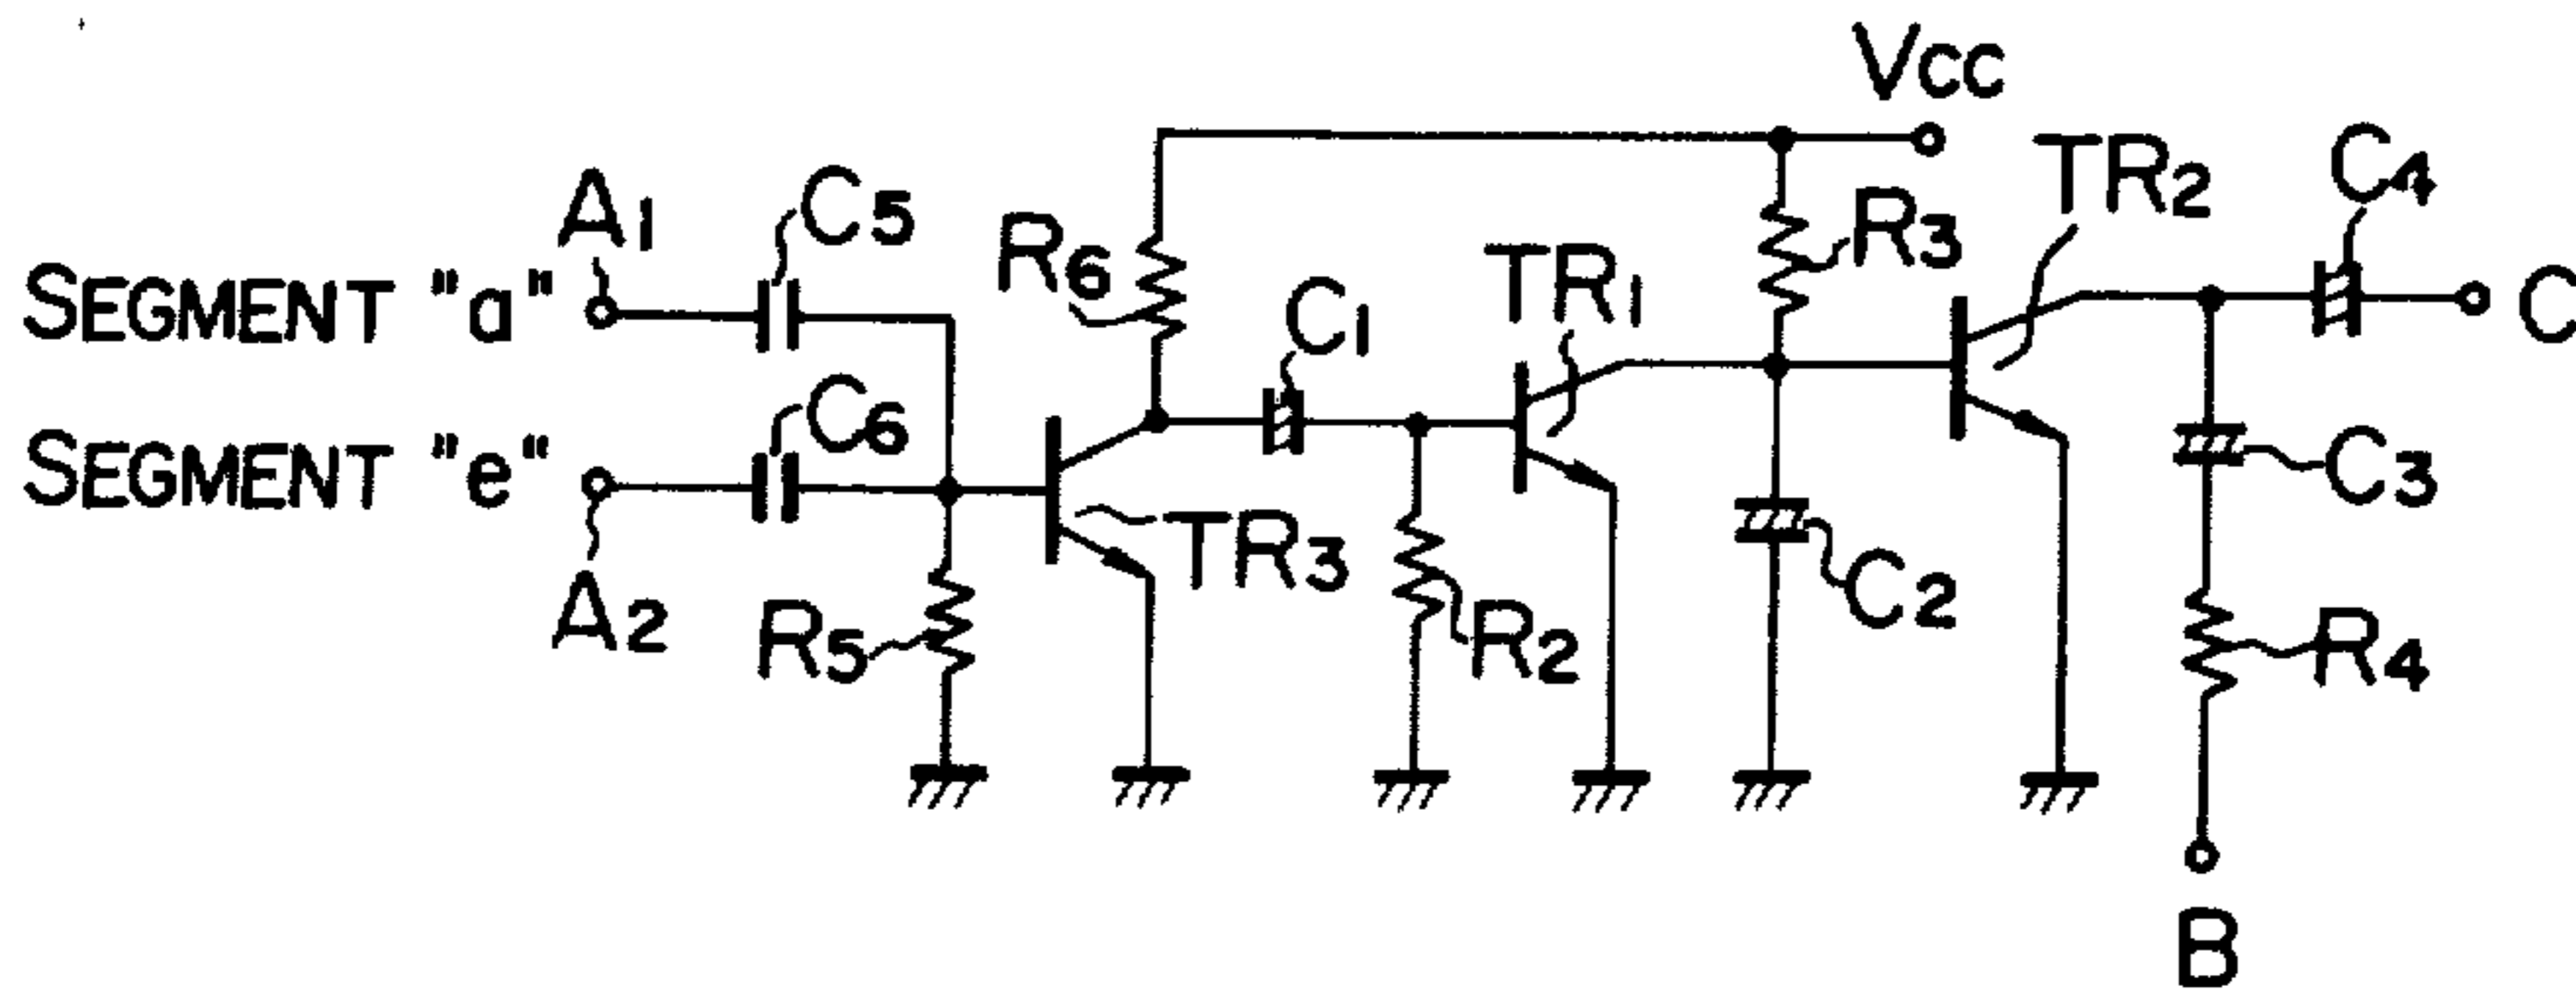 Vcc
TR2
C4
A1
C5
R6
R3
TR1
C1
C
SEGMENT "a"
C6
C3
SEGMENT "e"
TR3
C2
A2
R5
R2
R4
B